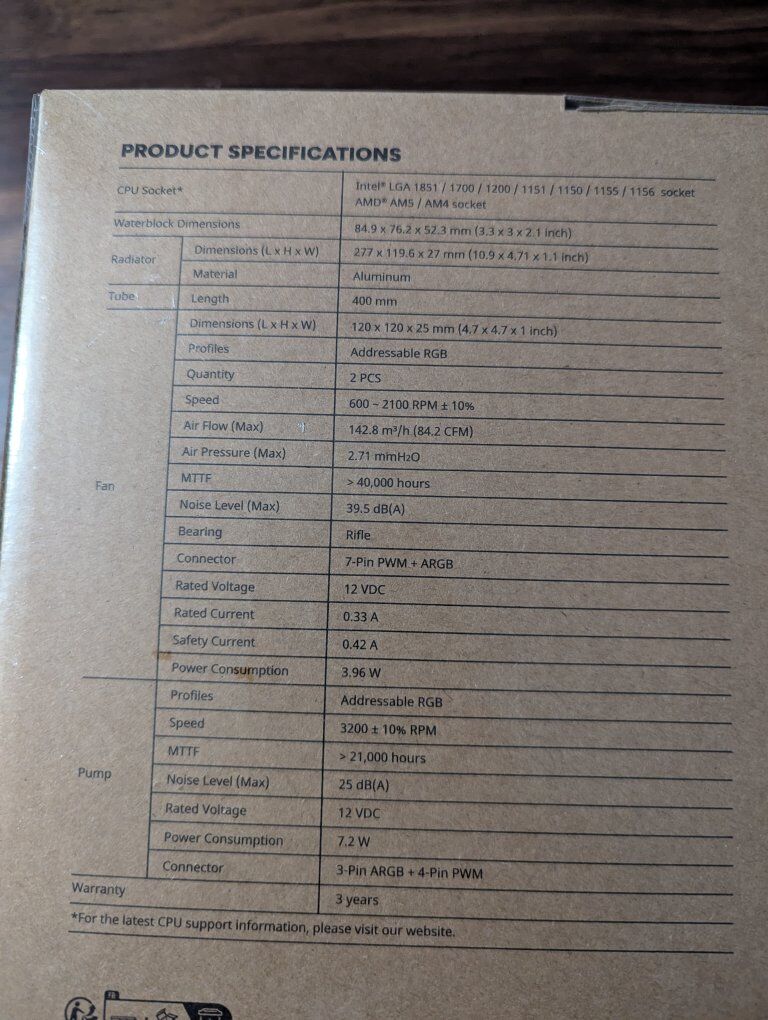 PRODUCT SPECIFICATIONS
CPU Socket* Intel® LGA 1851 / 1700 / 1200 / 1151 / 1150 / 1155 / 1156 socket
AMD® AM5 / AM4 socket
Waterblock Dimensions 84.9 x 76.2 x 52.3 mm (3.3 x 3 x 2.1 inch)
Radiator Dimensions (L x H x W) 277 x 119.6 x 27 mm (10.9 x 4.71 x 1.1 inch)
Material Aluminum
Tube Length 400 mm
Fan Dimensions (L x H x W) 120 x 120 x 25 mm (4.7 x 4.7 x 1 inch)
Profiles Addressable RGB
Quantity 2 PCS
Speed 600 ~ 2100 RPM ± 10%
Air Flow (Max) 142.8 m³/h (84.2 CFM)
Air Pressure (Max) 2.71 mmH₂O
MTTF > 40,000 hours
Noise Level (Max) 39.5 dB(A)
Bearing Rifle
Connector 7-Pin PWM + ARGB
Rated Voltage 12 VDC
Rated Current 0.33 A
Safety Current 0.42 A
Power Consumption 3.96 W
Pump Profiles Addressable RGB
Speed 3200 ± 10% RPM
MTTF > 21,000 hours
Noise Level (Max) 25 dB(A)
Rated Voltage 12 VDC
Power Consumption 7.2 W
Connector 3-Pin ARGB + 4-Pin PWM
Warranty 3 years
*For the latest CPU support information, please visit our website.
FR